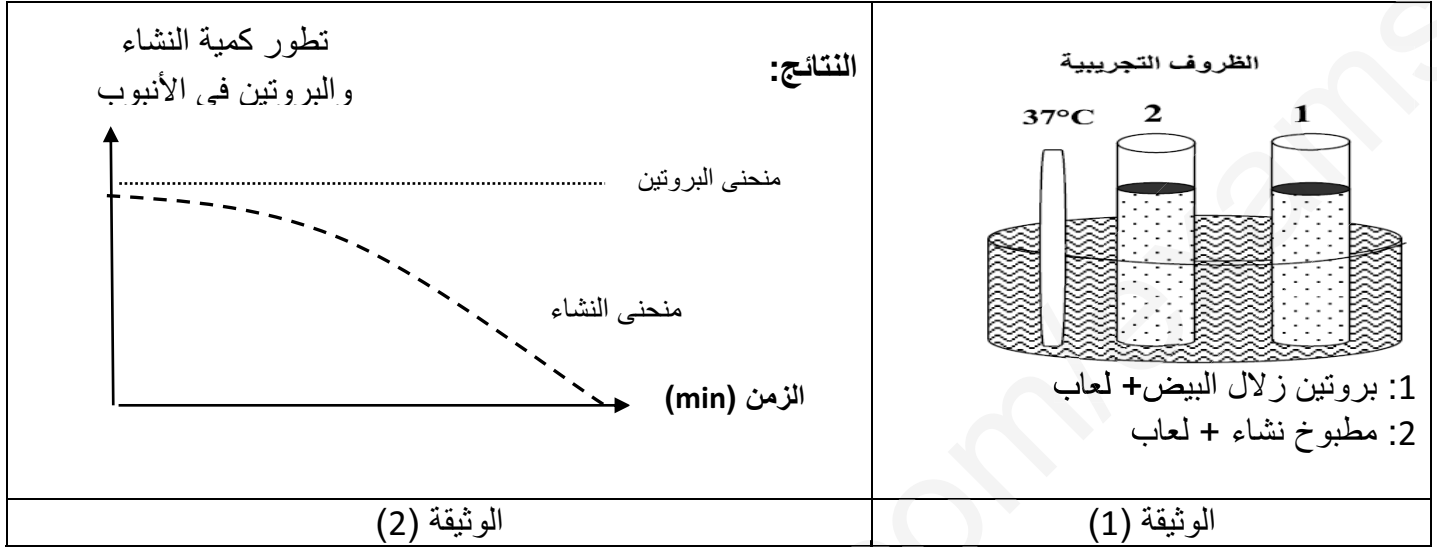 الظروف التجريبية
37°C
2
1
1: بروتين زلال البيض+ لعاب
2: مطبوخ نشاء + لعاب
الوثيقة (1)
النتائج:
تطور كمية النشاء
والبروتين في الأنبوب
منحنى البروتين
منحنى النشاء
الزمن (min)
الوثيقة (2)